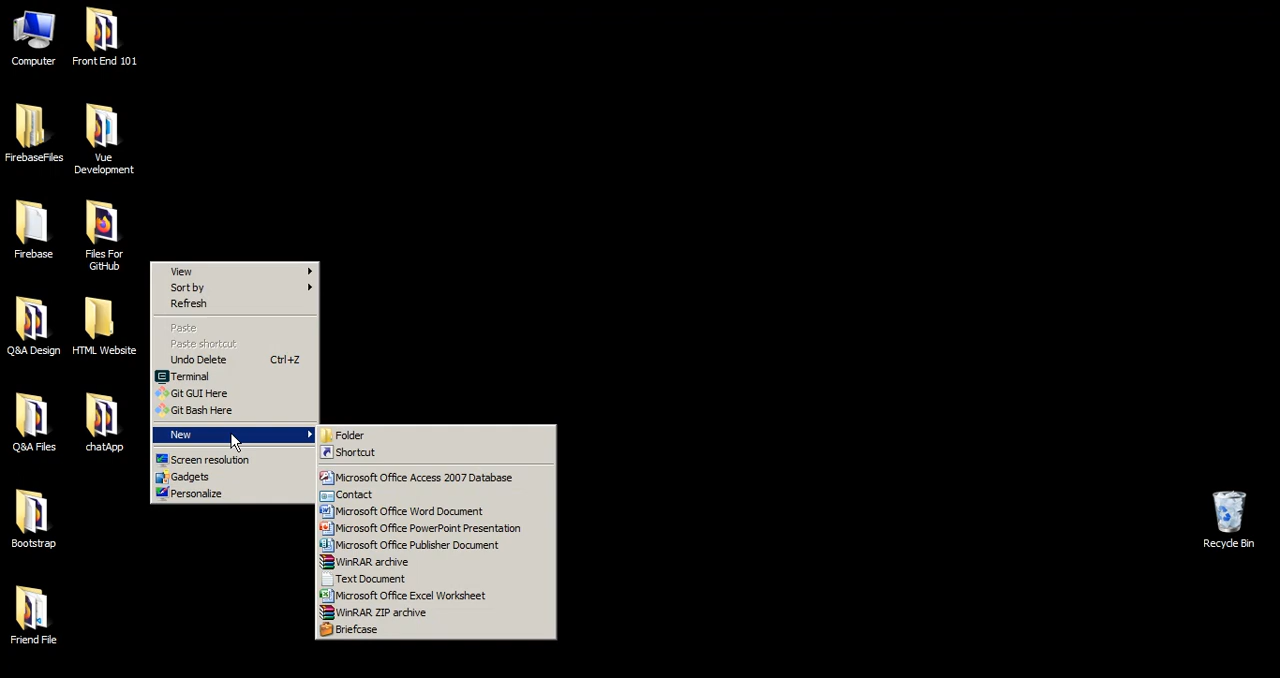 Computer
Front End 101
FirebaseFiles
Vue
Development
Firebase
Files For
GitHub
Q&A Design
HTML Website
Q&A Files
chatApp
Bootstrap
Friend File
View
Sort by
Refresh
Paste
Paste shortcut
Undo Delete Ctrl+Z
Terminal
Git GUI Here
Git Bash Here
New
Screen resolution
Gadgets
Personalize
Folder
Shortcut
Microsoft Office Access 2007 Database
Contact
Microsoft Office Word Document
Microsoft Office PowerPoint Presentation
Microsoft Office Publisher Document
WinRAR archive
Text Document
Microsoft Office Excel Worksheet
WinRAR ZIP archive
Briefcase
Recycle Bin